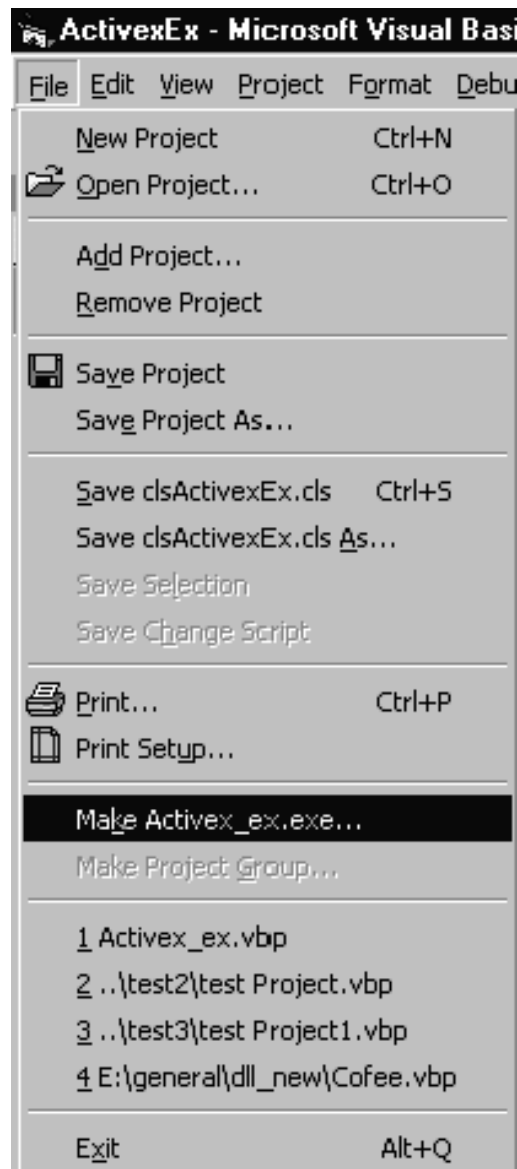 ActivexEx - Microsoft Visual Basi
File Edit View Project Format Debu
New Project Ctrl+N
Open Project... Ctrl+O
Add Project...
Remove Project
Save Project
Save Project As...
Save clsActivexEx.cls Ctrl+S
Save clsActivexEx.cls As...
Save Selection
Save Change Script
Print... Ctrl+P
Print Setup...
Make Activex_ex.exe...
Make Project Group...
1 Activex_ex.vbp
2 ..\test2\test Project.vbp
3 ..\test3\test Project1.vbp
4 E:\general\dll_new\Cofee.vbp
Exit Alt+Q